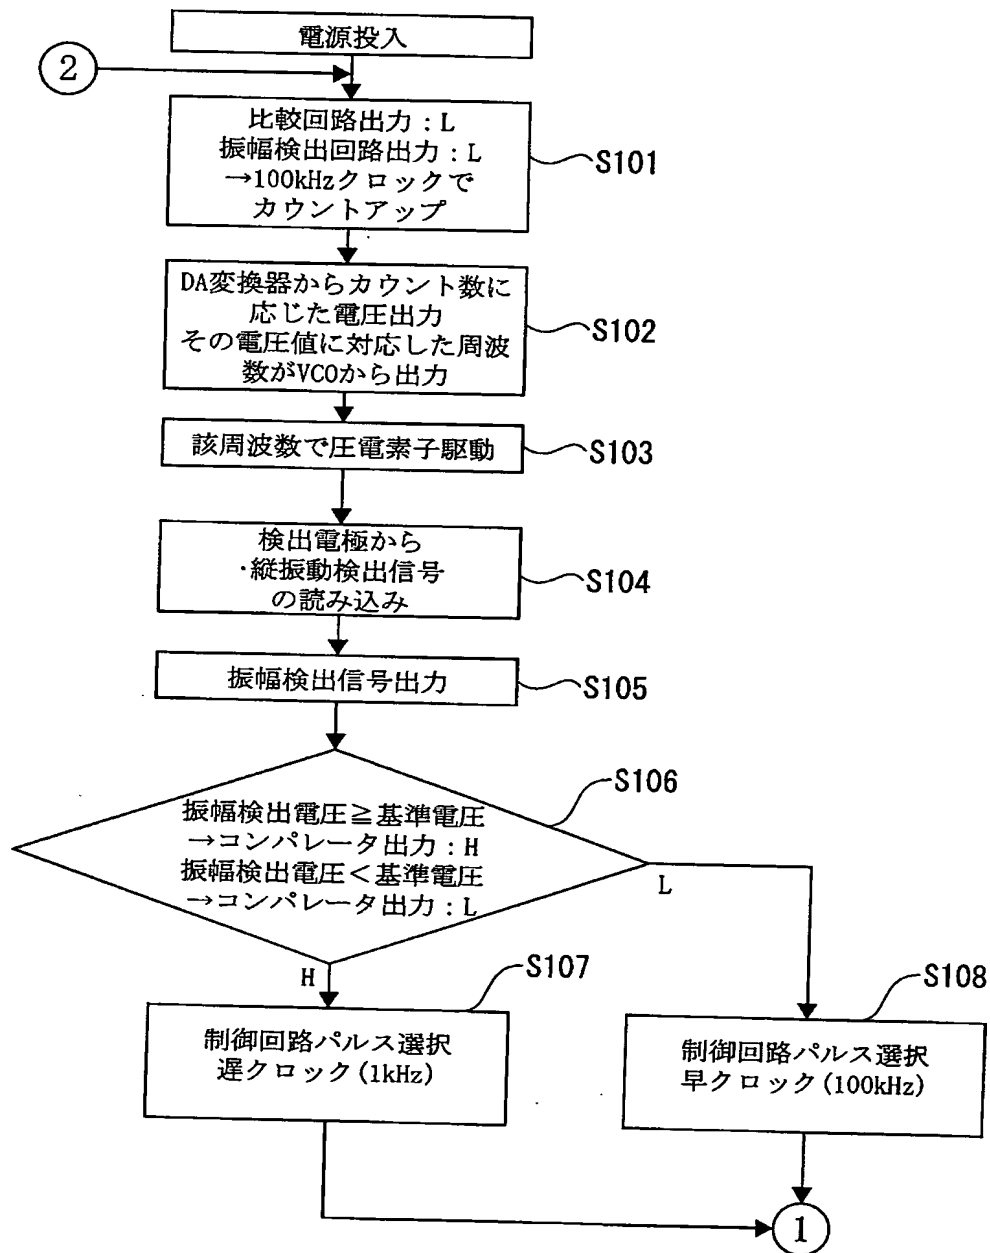 電源投入
2
比較回路出力：L
振幅検出回路出力：L
→100kHzクロックで
カウントアップ
S101
DA変換器からカウント数に
応じた電圧出力
その電圧値に対応した周波
数がVCOから出力
S102
該周波数で圧電素子駆動
S103
検出電極から
縦振動検出信号
の読み込み
S104
振幅検出信号出力
S105
S106
振幅検出電圧≧基準電圧
→コンパレータ出力：H
振幅検出電圧＜基準電圧
→コンパレータ出力：L
L
H
S107
制御回路パルス選択
遅クロック(1kHz)
S108
制御回路パルス選択
早クロック(100kHz)
1